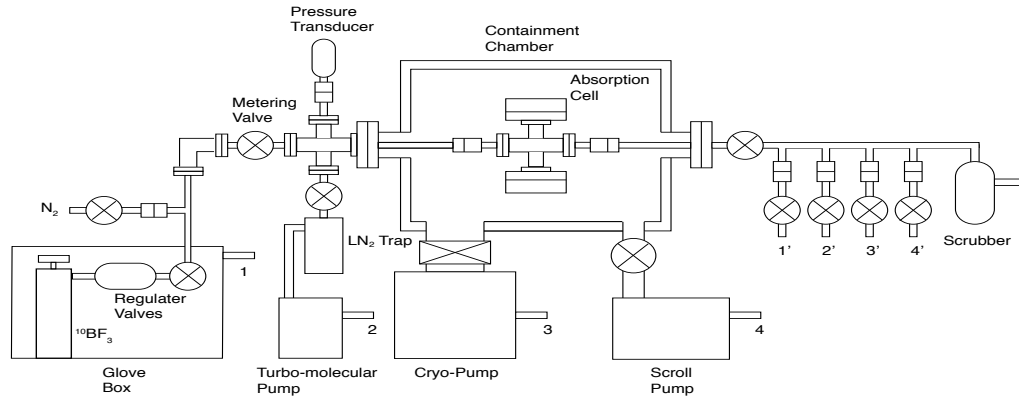 Pressure
Transducer
Containment
Chamber
Absorption
Cell
Metering
Valve
N2
LN2 Trap
1’
2’
3’
4’
Scrubber
1
Regulater
Valves
10BF3
2
3
4
Glove
Box
Turbo-molecular
Pump
Cryo-Pump
Scroll
Pump